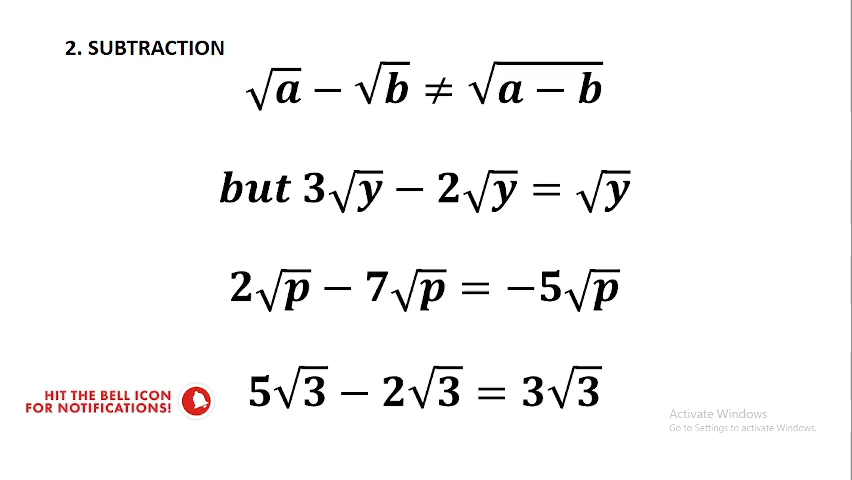 2. SUBTRACTION
√a − √b ≠ √(a − b)
but 3√y − 2√y = √y
2√p − 7√p = −5√p
5√3 − 2√3 = 3√3
HIT THE BELL ICON
FOR NOTIFICATIONS!
Activate Windows
Go to Settings to activate Windows.